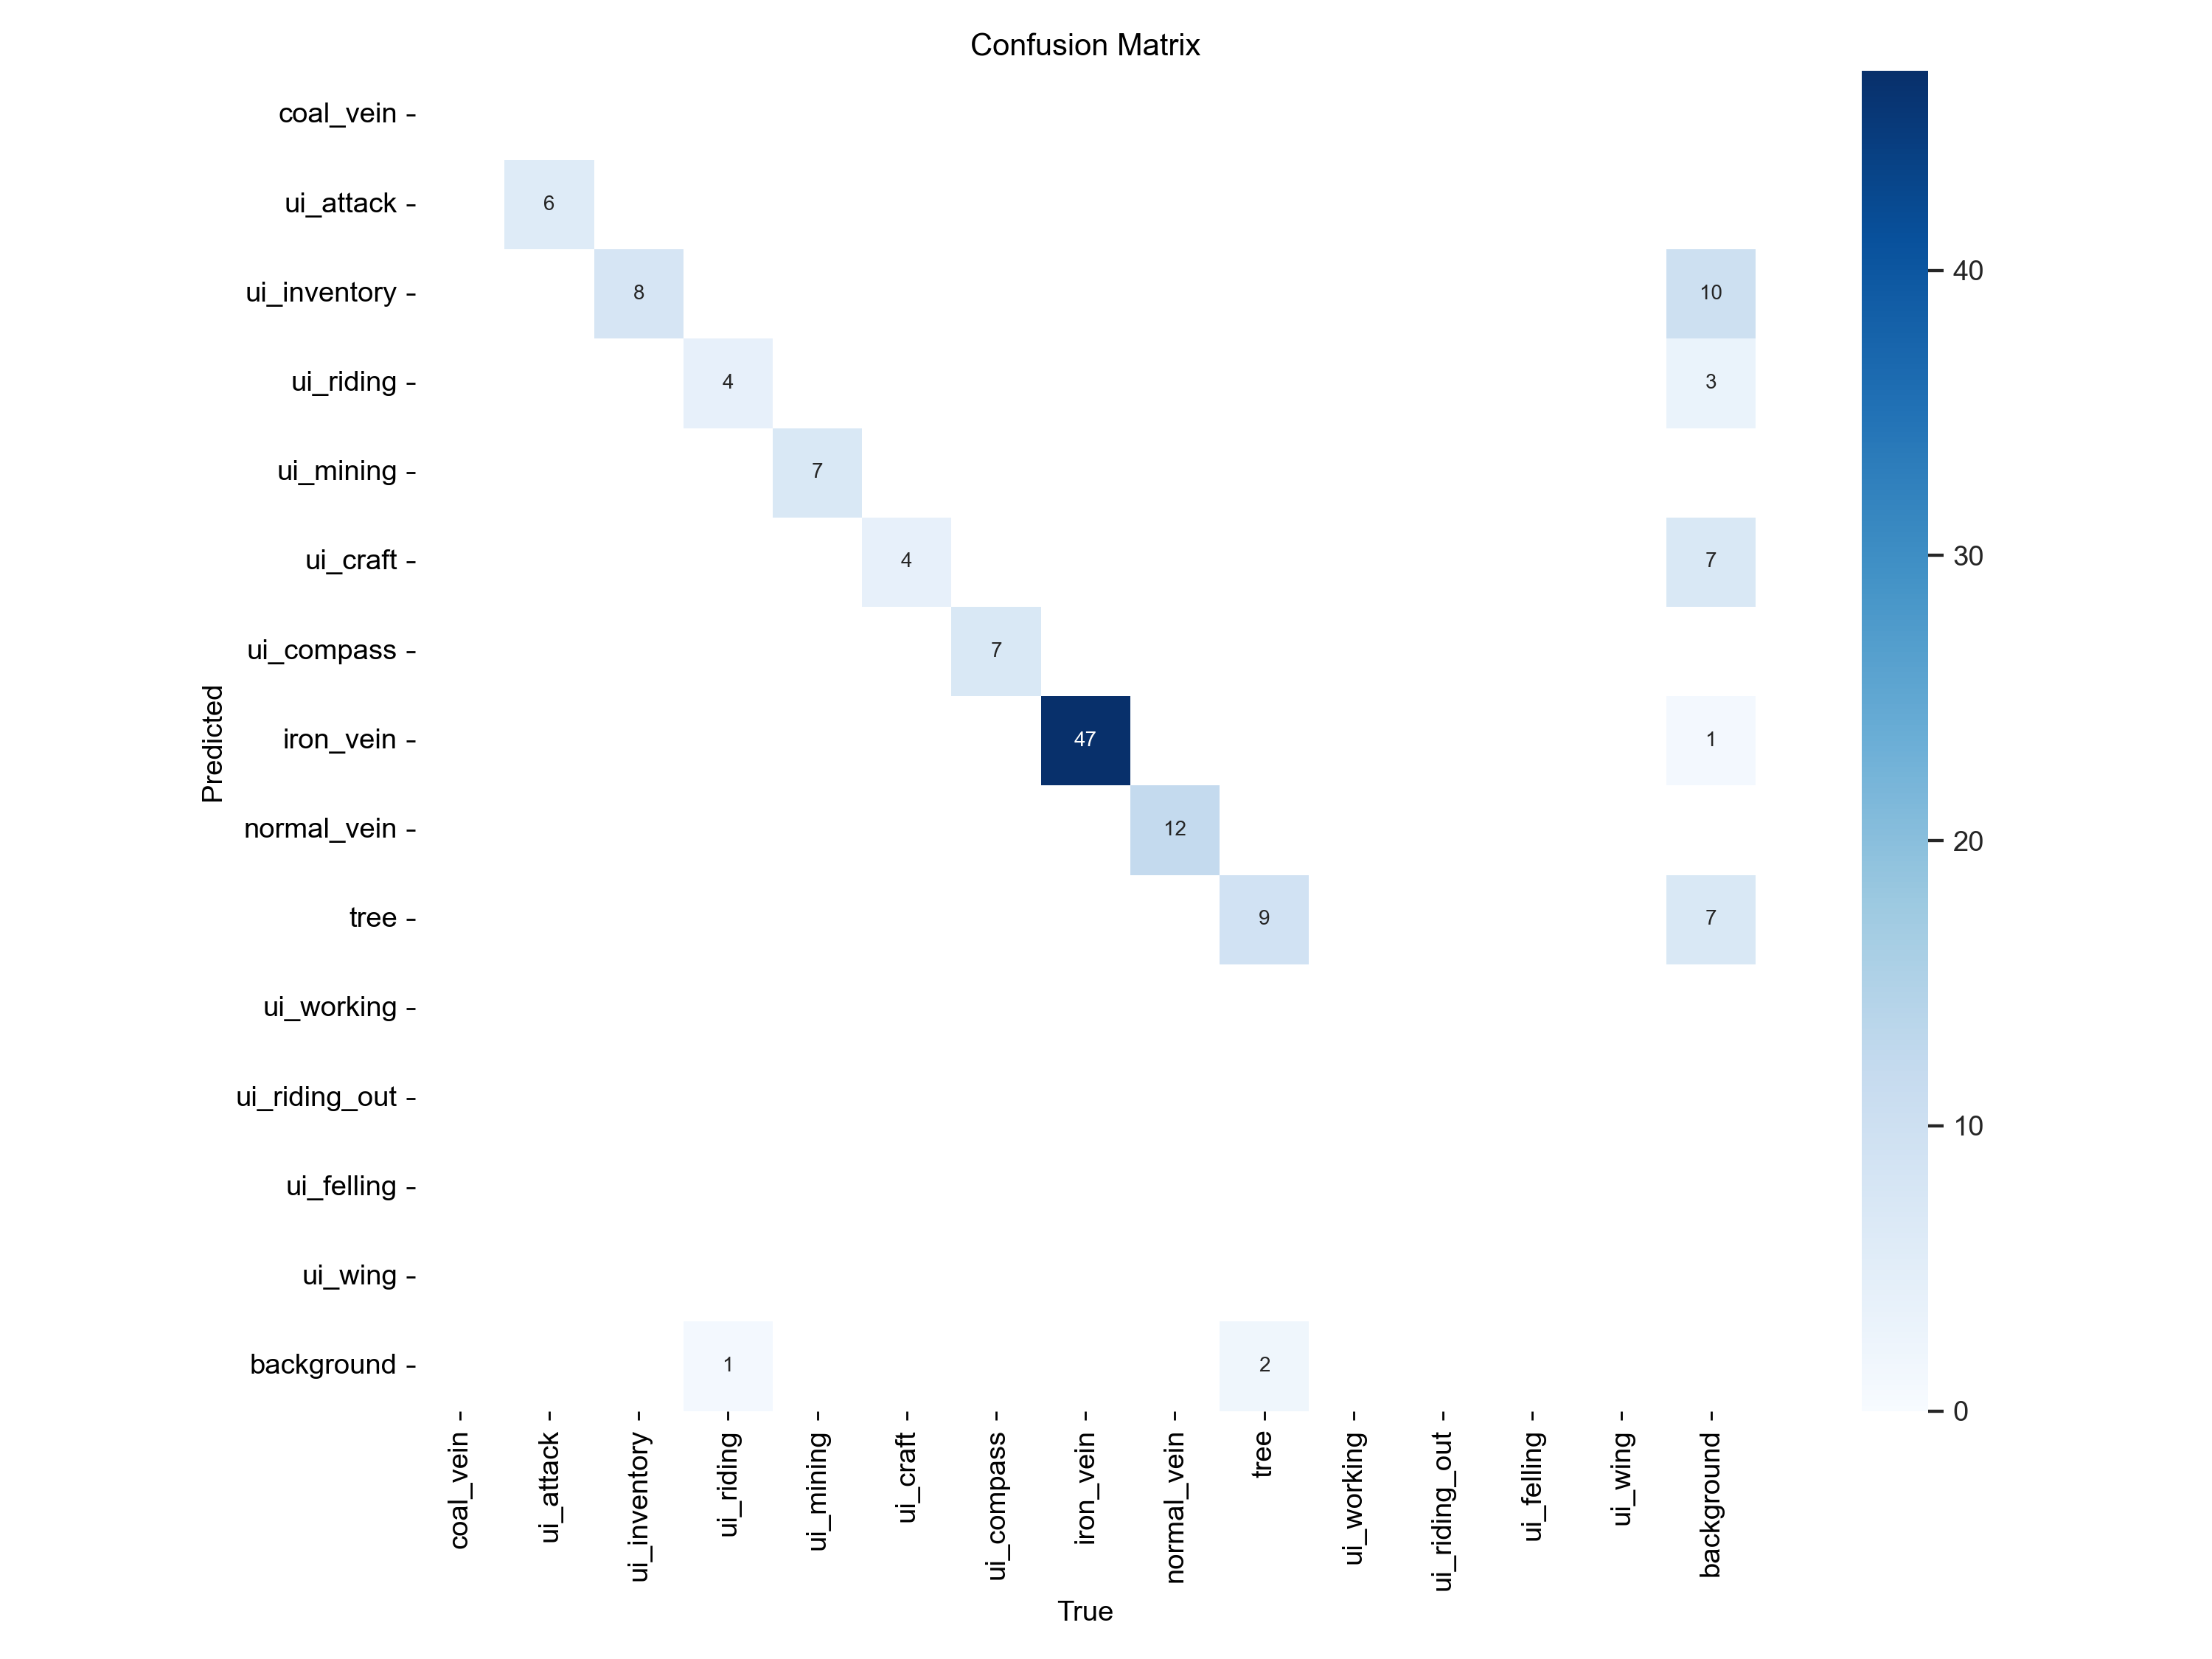 Confusion Matrix
coal_vein
ui_attack 6
ui_inventory 8 10
40
ui_riding 4 3
ui_mining 7
ui_craft 4 7
30
ui_compass 7
Predicted
iron_vein 47 1
normal_vein 12
20
tree 9 7
ui_working
ui_riding_out
10
ui_felling
ui_wing
background 1 2
0
coal_vein ui_attack ui_inventory ui_riding ui_mining ui_craft ui_compass iron_vein normal_vein tree ui_working ui_riding_out ui_felling ui_wing background
True